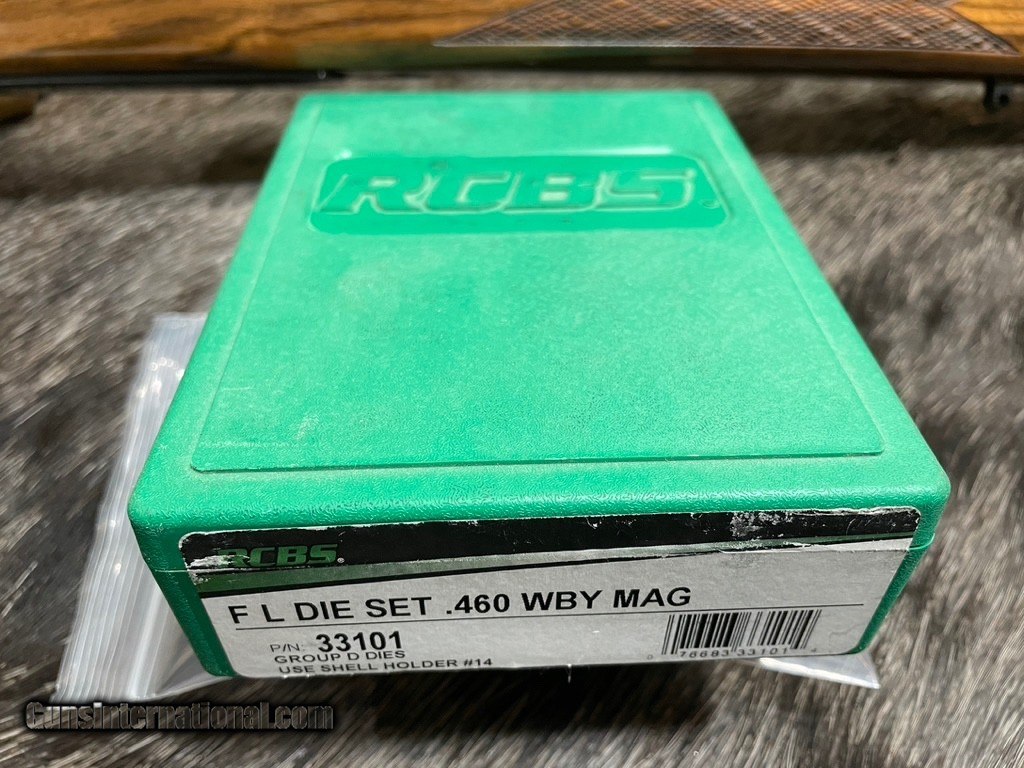 RCBS
RCBS.
F L DIE SET .460 WBY MAG
P/N: 33101
GROUP D DIES
USE SHELL HOLDER #14
0 76683 33101 4
GunsInternational.com